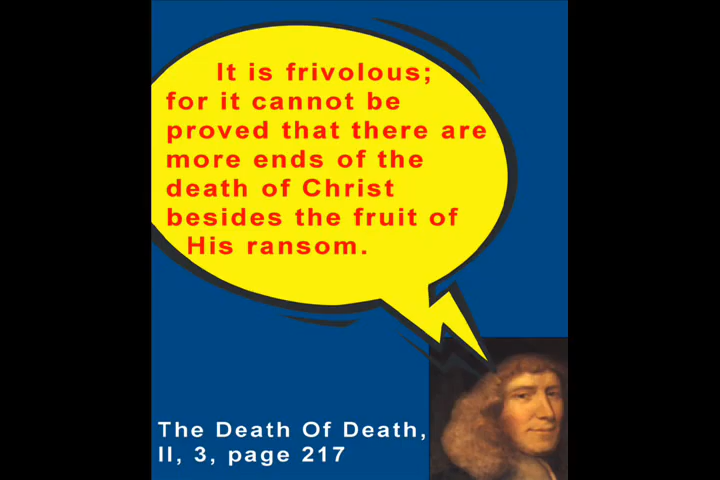 It is frivolous;
for it cannot be
proved that there are
more ends of the
death of Christ
besides the fruit of
His ransom.
The Death Of Death,
II, 3, page 217